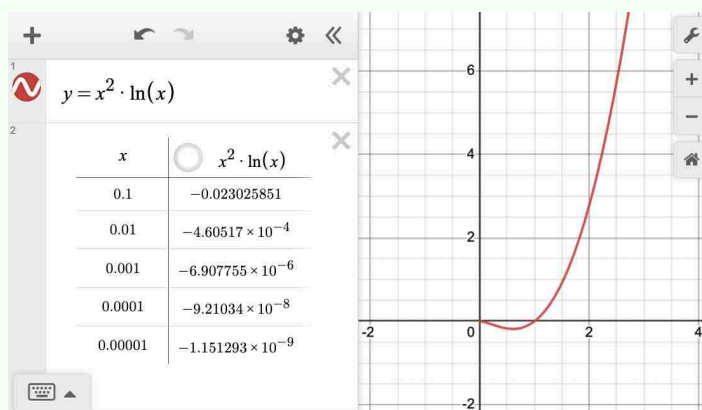 1
y = x² · ln(x)
2
x x² · ln(x)
0.1 −0.023025851
0.01 −4.60517 × 10⁻⁴
0.001 −6.907755 × 10⁻⁶
0.0001 −9.21034 × 10⁻⁸
0.00001 −1.151293 × 10⁻⁹
6
4
2
-2 0 2 4
-2